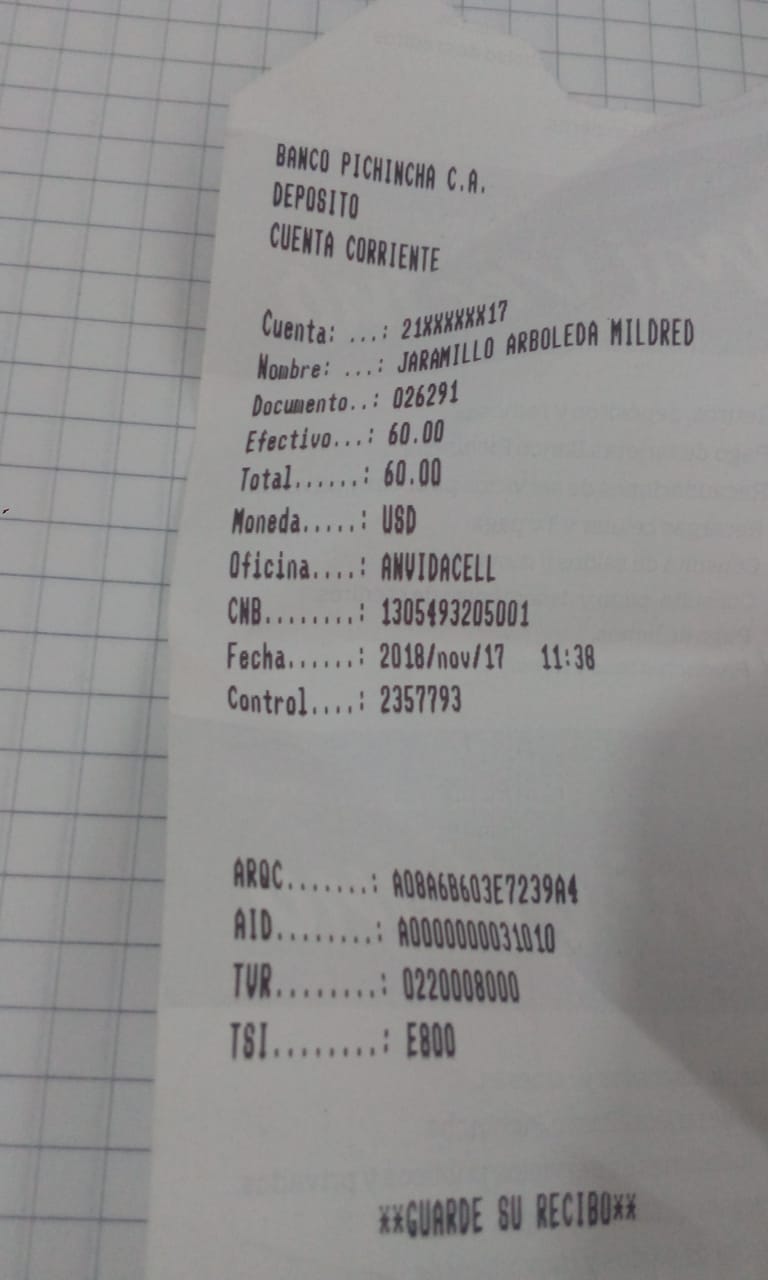 BANCO PICHINCHA C.A.
DEPOSITO
CUENTA CORRIENTE
Cuenta: ...: 21XXXXXX17
Nombre: ...: JARAMILLO ARBOLEDA MILDRED
Documento..: 026291
Efectivo...: 60.00
Total......: 60.00
Moneda.....: USD
Oficina....: ANVIDACELL
CNB........: 1305493205001
Fecha......: 2018/nov/17 11:38
Control....: 2357793
ARQC.......: A08A6B603E7239A4
AID........: A0000000031010
TVR........: 0220008000
TSI........: E800
**GUARDE SU RECIBO**